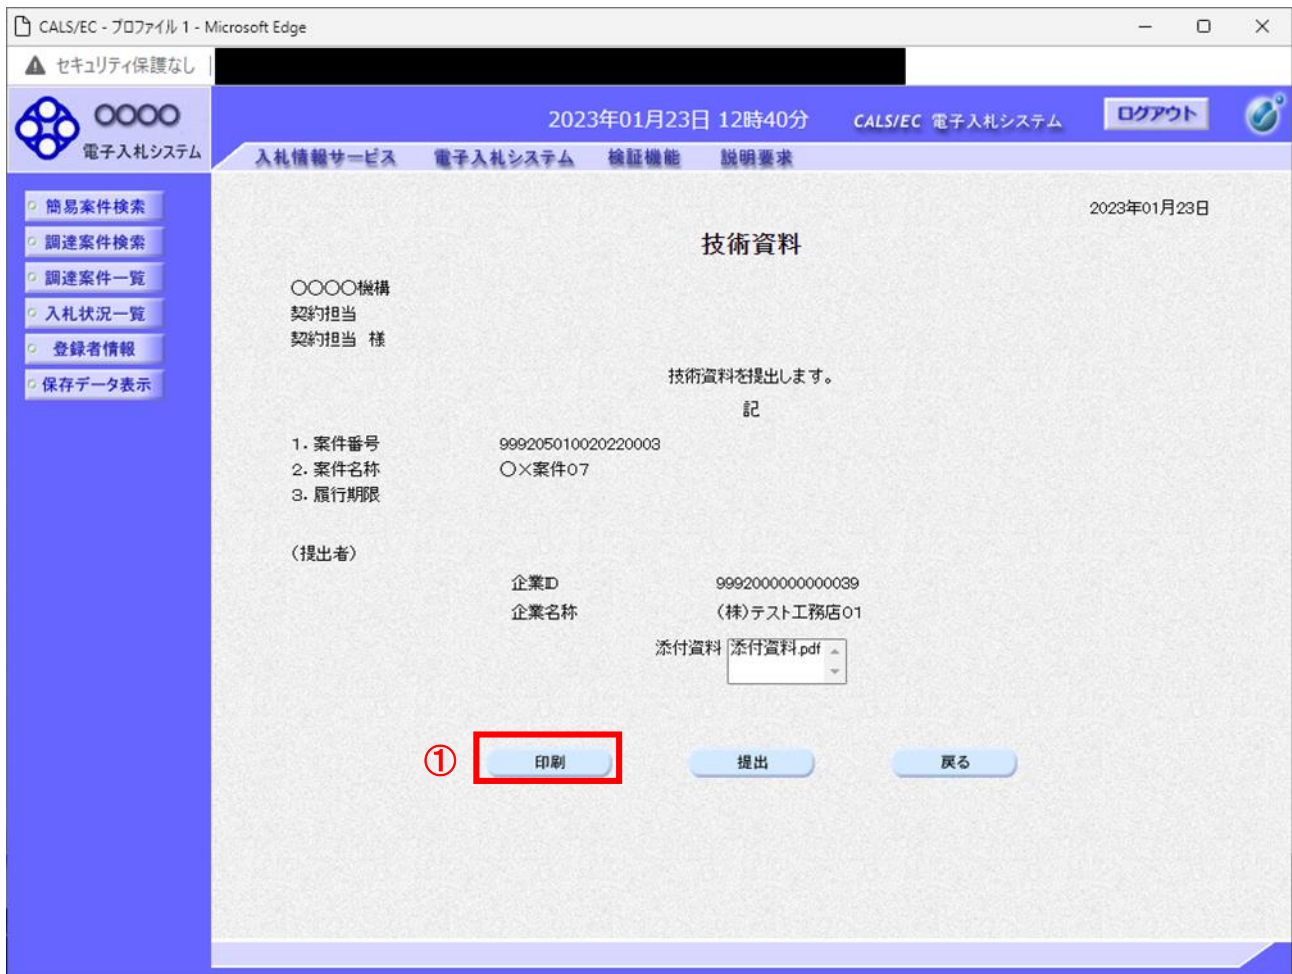 CALS/EC - プロファイル 1 - Microsoft Edge
セキュリティ保護なし
〇〇〇〇
電子入札システム
2023年01月23日 12時40分
CALS/EC 電子入札システム
ログアウト
入札情報サービス 電子入札システム 検証機能 説明要求
簡易案件検索
調達案件検索
調達案件一覧
入札状況一覧
登録者情報
保存データ表示
2023年01月23日
技術資料
〇〇〇〇機構
契約担当
契約担当 様
技術資料を提出します。
記
1.案件番号 999205010020220003
2.案件名称 〇×案件07
3.履行期限
(提出者)
企業ID 9992000000000039
企業名称 (株)テスト工務店01
添付資料 添付資料.pdf
① 印刷 提出 戻る